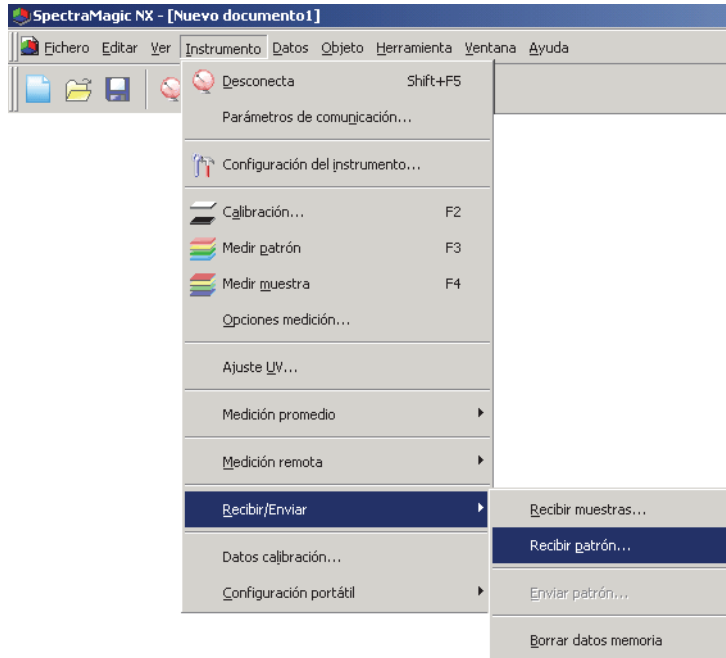 SpectraMagic NX - [Nuevo documento1]
Fichero Editar Ver Instrumento Datos Objeto Herramienta Ventana Ayuda
Desconecta Shift+F5
Parámetros de comunicación...
Configuración del instrumento...
Calibración... F2
Medir patrón F3
Medir muestra F4
Opciones medición...
Ajuste UV...
Medición promedio
Medición remota
Recibir/Enviar
Recibir muestras...
Recibir patrón...
Datos calibración...
Enviar patrón...
Configuración portátil
Borrar datos memoria